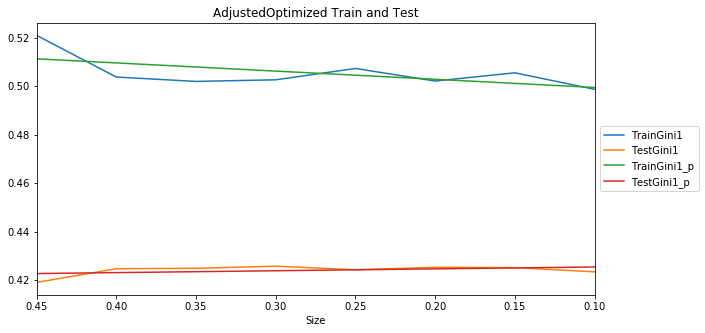 AdjustedOptimized Train and Test
0.52
0.50
0.48
0.46
0.44
0.42
0.45 0.40 0.35 0.30 0.25 0.20 0.15 0.10
Size
TrainGini1
TestGini1
TrainGini1_p
TestGini1_p